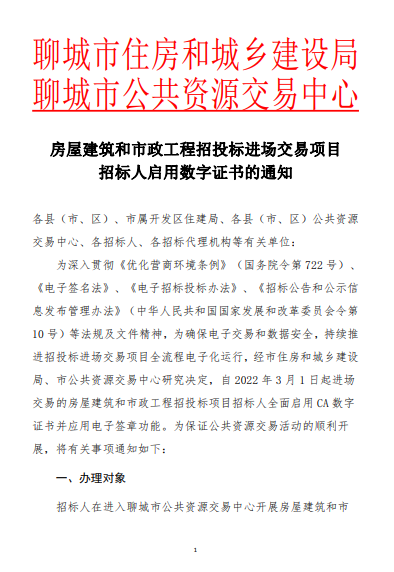 聊城市住房和城乡建设局
聊城市公共资源交易中心
房屋建筑和市政工程招投标进场交易项目
招标人启用数字证书的通知
各县（市、区）、市属开发区住建局、各县（市、区）公共资源
交易中心、各招标人、各招标代理机构等有关单位：
为深入贯彻《优化营商环境条例》（国务院令第 722 号）、
《电子签名法》、《电子招标投标办法》、《招标公告和公示信
息发布管理办法》（中华人民共和国国家发展和改革委员会令第
10 号）等法规及文件精神，为确保电子交易和数据安全，持续推
进招投标进场交易项目全流程电子化运行，经市住房和城乡建设
局、市公共资源交易中心研究决定，自 2022 年 3 月 1 日起进场
交易的房屋建筑和市政工程招投标项目招标人全面启用 CA 数字
证书并应用电子签章功能。为保证公共资源交易活动的顺利开
展，将有关事项通知如下：
一、办理对象
招标人在进入聊城市公共资源交易中心开展房屋建筑和市
1